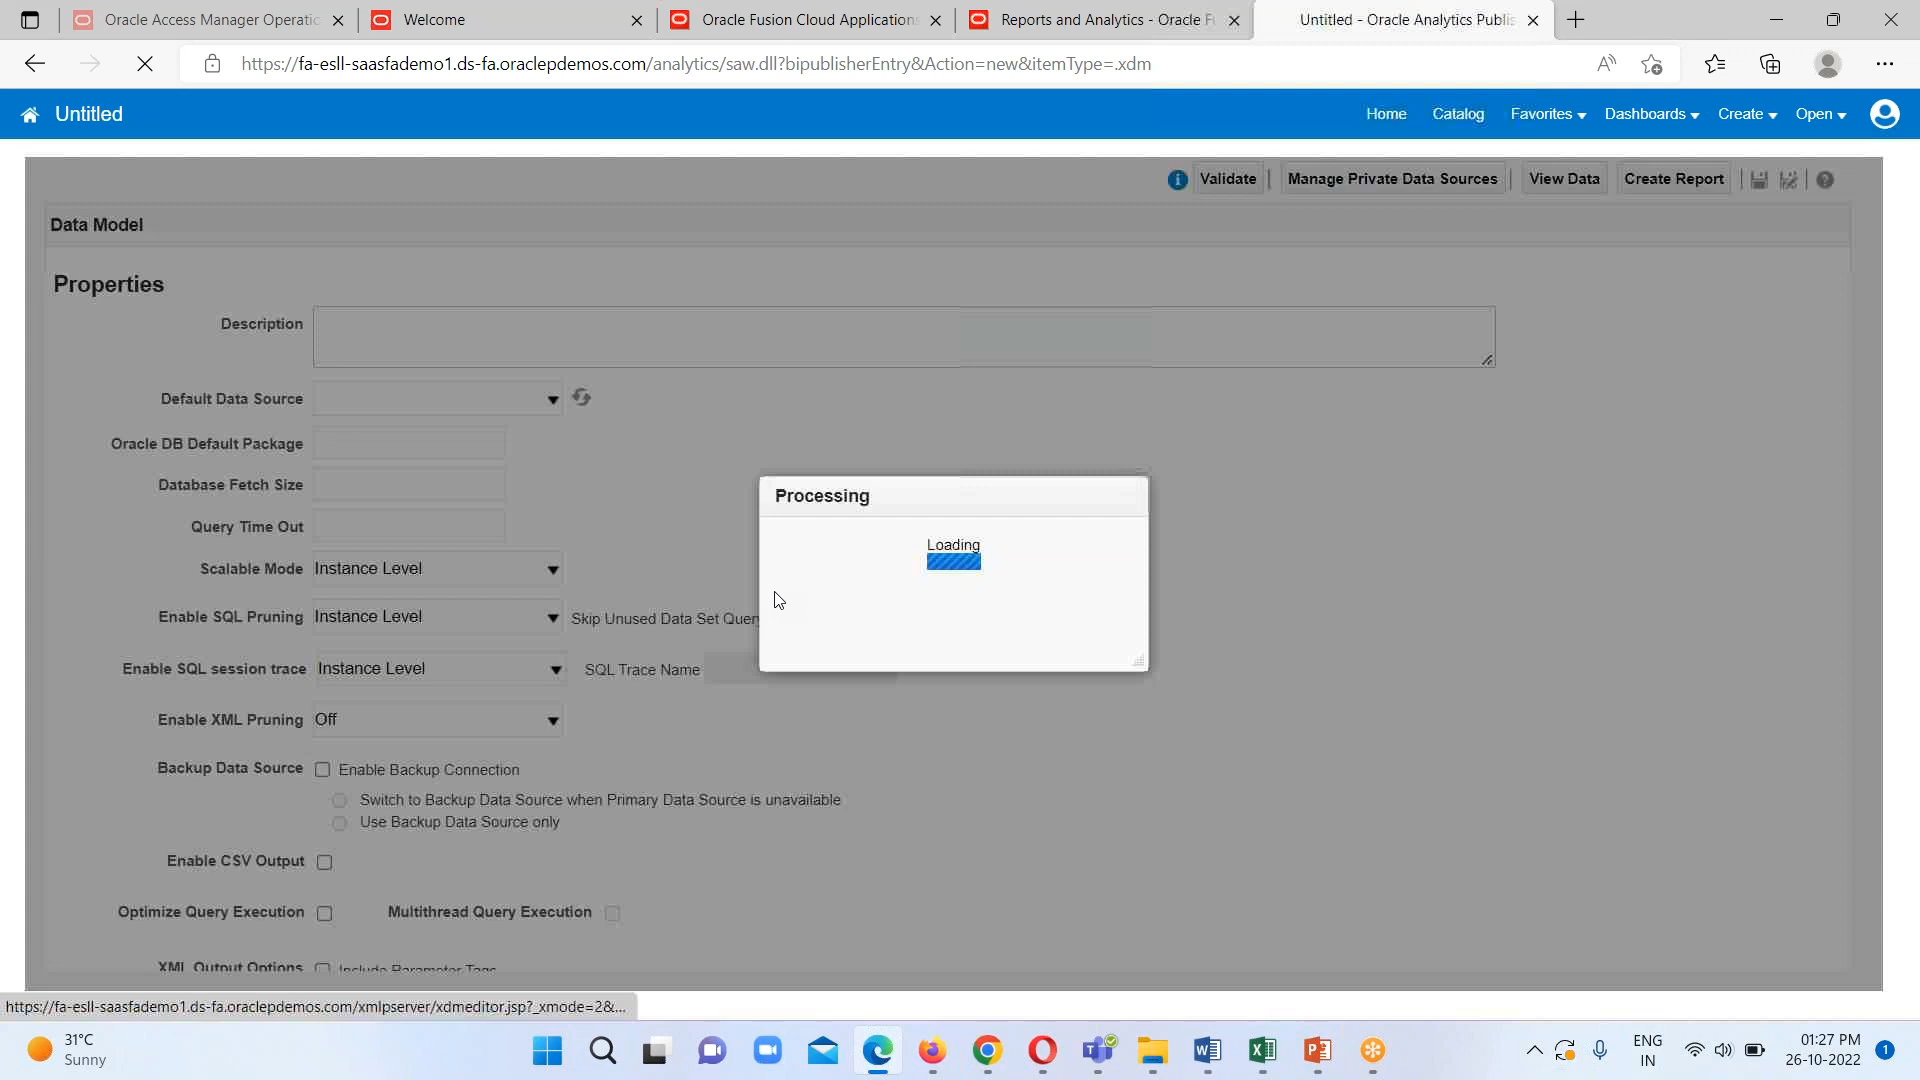 Oracle Access Manager Operatic
Welcome
Oracle Fusion Cloud Applications
Reports and Analytics - Oracle Fu
Untitled - Oracle Analytics Publis
https://fa-esll-saasfademo1.ds-fa.oraclepdemos.com/analytics/saw.dll?bipublisherEntry&Action=new&itemType=.xdm
Untitled
Home Catalog Favorites Dashboards Create Open
Validate Manage Private Data Sources View Data Create Report
Data Model
Properties
Description
Default Data Source
Oracle DB Default Package
Database Fetch Size
Query Time Out
Scalable Mode Instance Level
Enable SQL Pruning Instance Level Skip Unused Data Set Query
Enable SQL session trace Instance Level SQL Trace Name
Enable XML Pruning Off
Backup Data Source Enable Backup Connection
Switch to Backup Data Source when Primary Data Source is unavailable
Use Backup Data Source only
Enable CSV Output
Optimize Query Execution Multithread Query Execution
XML Output Options Include Parameter Tags
Processing
Loading
https://fa-esll-saasfademo1.ds-fa.oraclepdemos.com/xmlpserver/xdmeditor.jsp?_xmode=2&...
31°C
Sunny
ENG
IN
01:27 PM
26-10-2022
1